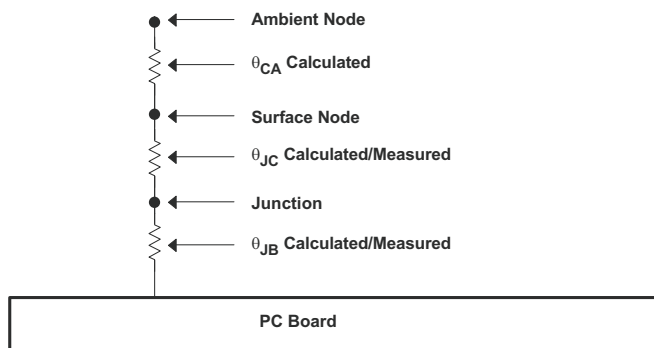 Ambient Node
θCA Calculated
Surface Node
θJC Calculated/Measured
Junction
θJB Calculated/Measured
PC Board